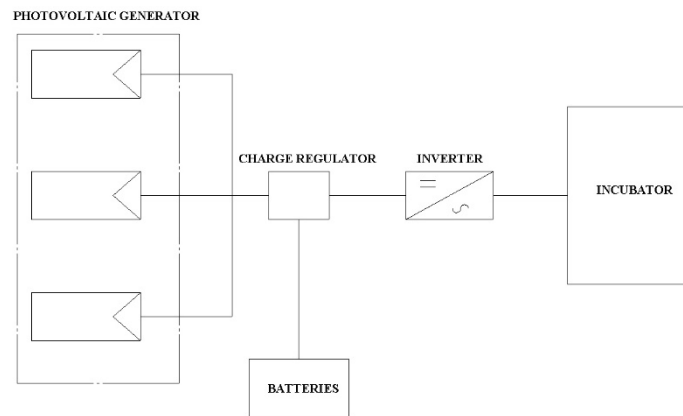 PHOTOVOLTAIC GENERATOR
CHARGE REGULATOR
INVERTER
INCUBATOR
BATTERIES